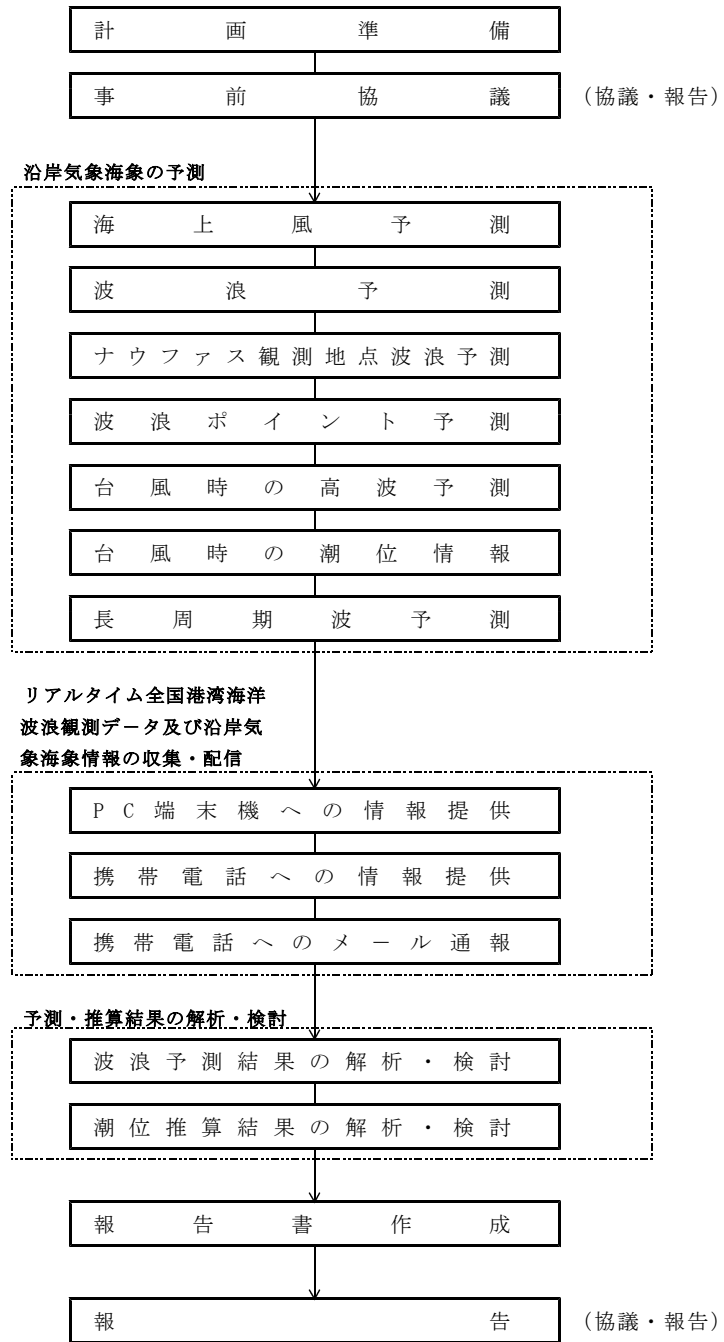 計画準備
事前協議 (協議・報告)
沿岸気象海象の予測
海上風予測
波浪予測
ナウファス観測地点波浪予測
波浪ポイント予測
台風時の高波予測
台風時の潮位情報
長周期波予測
リアルタイム全国港湾海洋
波浪観測データ及び沿岸気
象海象情報の収集・配信
PC端末機への情報提供
携帯電話への情報提供
携帯電話へのメール通報
予測・推算結果の解析・検討
波浪予測結果の解析・検討
潮位推算結果の解析・検討
報告書作成
報告 (協議・報告)